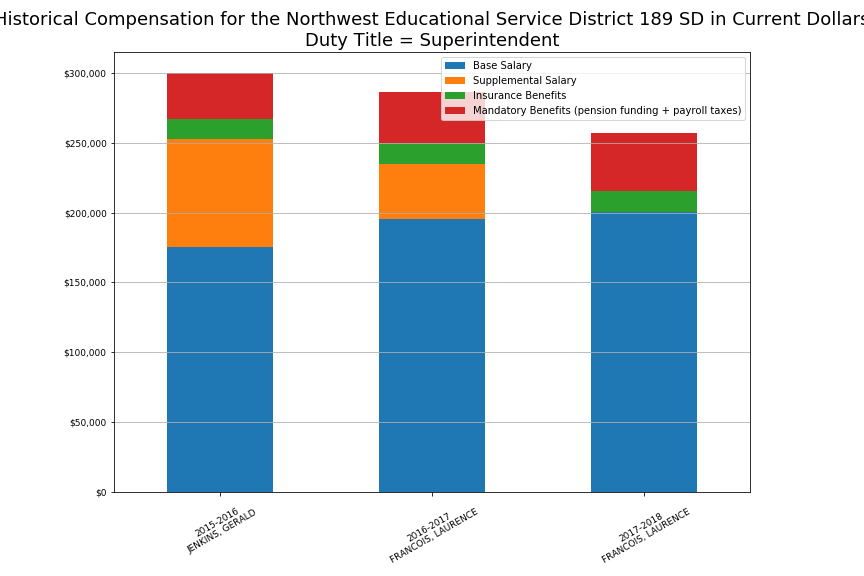 Historical Compensation for the Northwest Educational Service District 189 SD in Current Dollars
Duty Title = Superintendent
Base Salary
Supplemental Salary
Insurance Benefits
Mandatory Benefits (pension funding + payroll taxes)
$300,000
$250,000
$200,000
$150,000
$100,000
$50,000
$0
2015-2016
JENKINS, GERALD
2016-2017
FRANCOIS, LAURENCE
2017-2018
FRANCOIS, LAURENCE